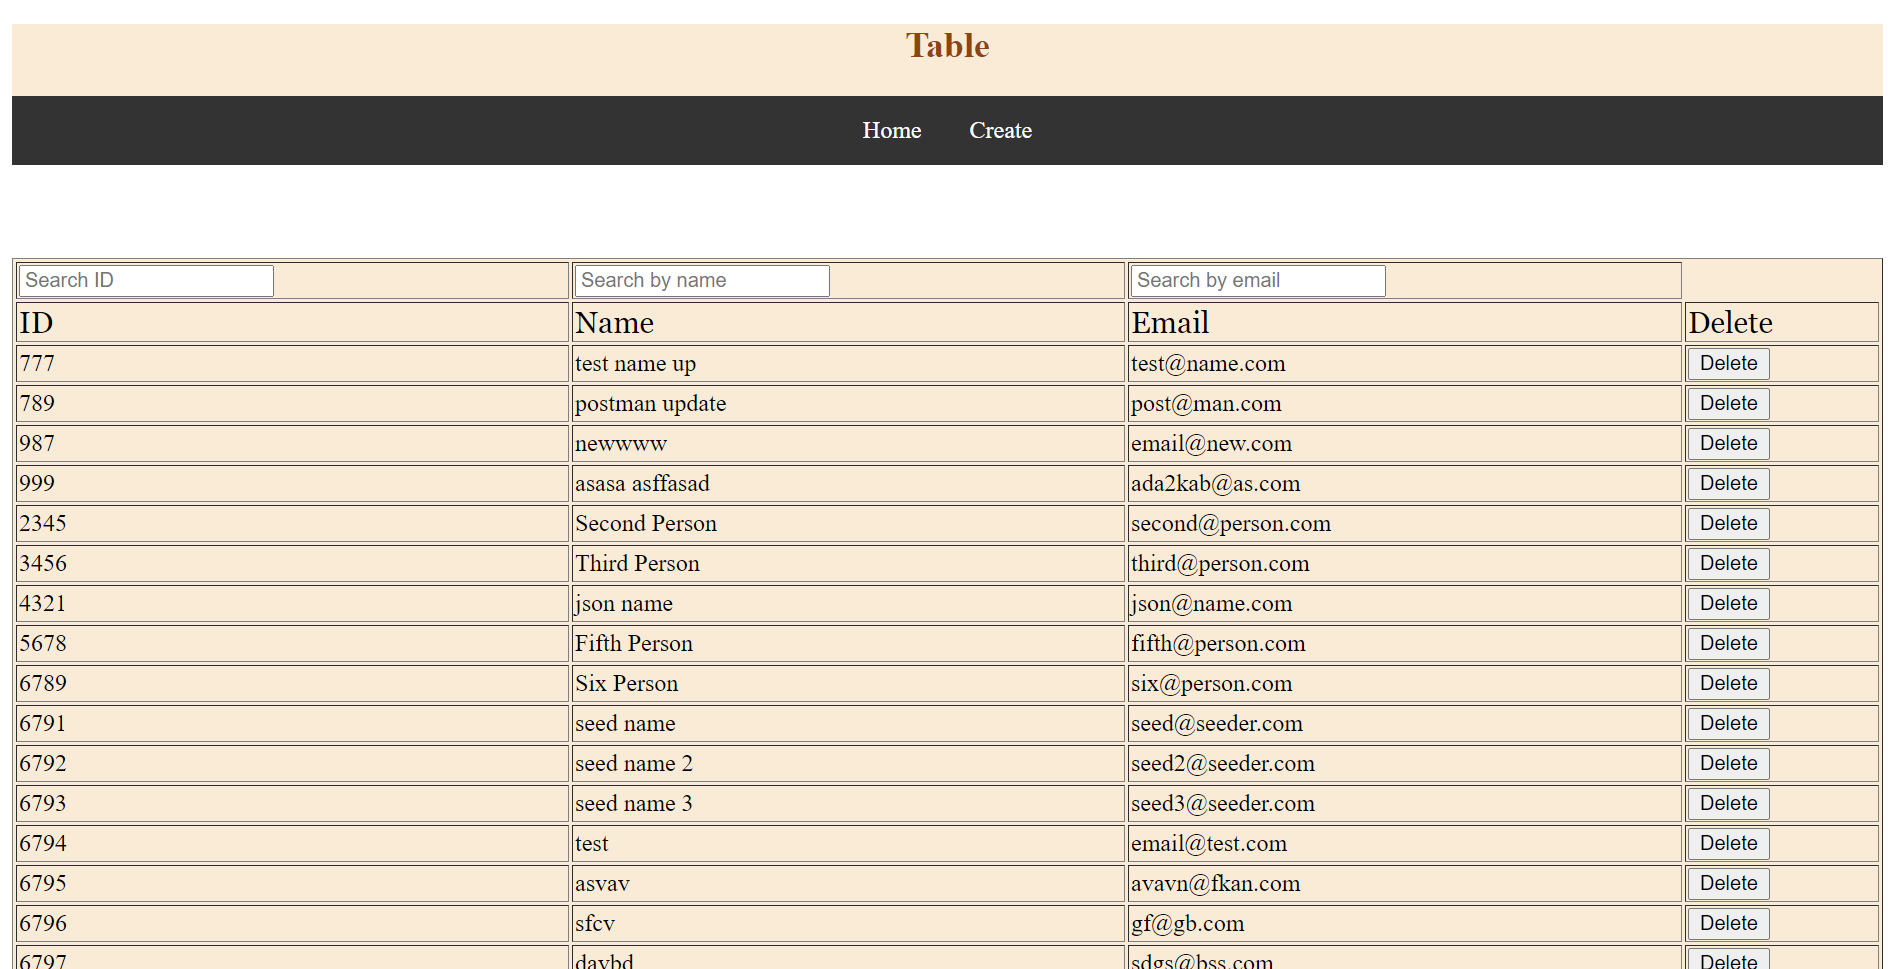 Table
Home Create
Search ID Search by name Search by email
ID Name Email Delete
777 test name up test@name.com Delete
789 postman update post@man.com Delete
987 newwww email@new.com Delete
999 asasa asffasad ada2kab@as.com Delete
2345 Second Person second@person.com Delete
3456 Third Person third@person.com Delete
4321 json name json@name.com Delete
5678 Fifth Person fifth@person.com Delete
6789 Six Person six@person.com Delete
6791 seed name seed@seeder.com Delete
6792 seed name 2 seed2@seeder.com Delete
6793 seed name 3 seed3@seeder.com Delete
6794 test email@test.com Delete
6795 asvav avavn@fkan.com Delete
6796 sfcv gf@gb.com Delete
6797 davbd sdgs@bss.com Delete